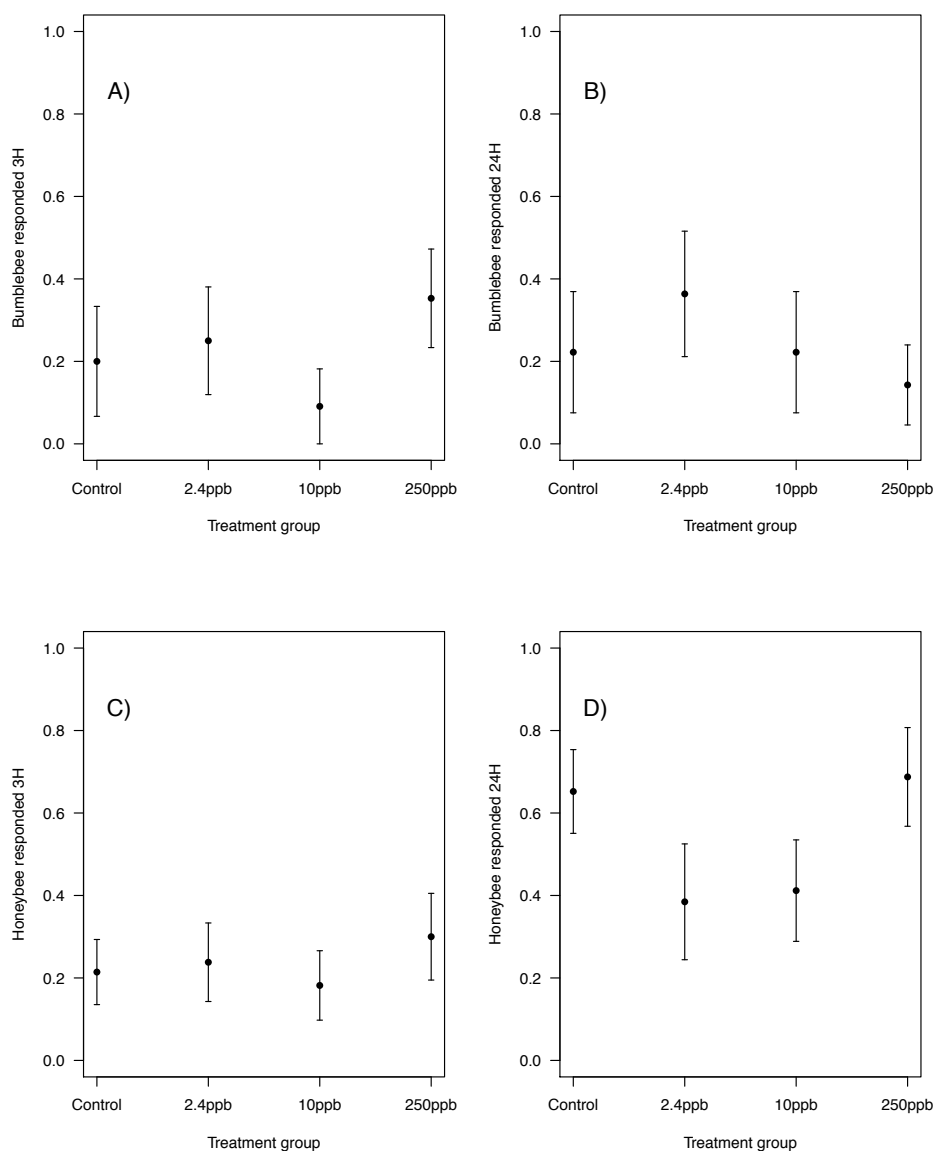 A)
Bumblebee responded 3H
1.0
0.8
0.6
0.4
0.2
0.0
Control 2.4ppb 10ppb 250ppb
Treatment group
B)
Bumblebee responded 24H
1.0
0.8
0.6
0.4
0.2
0.0
Control 2.4ppb 10ppb 250ppb
Treatment group
C)
Honeybee responded 3H
1.0
0.8
0.6
0.4
0.2
0.0
Control 2.4ppb 10ppb 250ppb
Treatment group
D)
Honeybee responded 24H
1.0
0.8
0.6
0.4
0.2
0.0
Control 2.4ppb 10ppb 250ppb
Treatment group